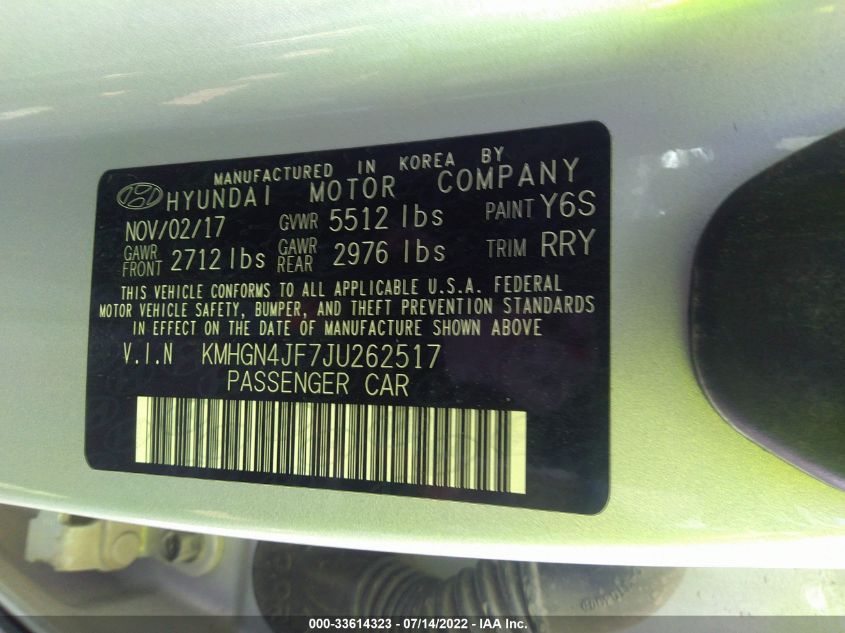 MANUFACTURED IN KOREA BY
HYUNDAI MOTOR COMPANY
NOV/02/17 GVWR 5512 lbs PAINT Y6S
GAWR FRONT 2712 lbs GAWR REAR 2976 lbs TRIM RRY
THIS VEHICLE CONFORMS TO ALL APPLICABLE U.S.A. FEDERAL
MOTOR VEHICLE SAFETY, BUMPER, AND THEFT PREVENTION STANDARDS
IN EFFECT ON THE DATE OF MANUFACTURE SHOWN ABOVE
V.I.N KMHGN4JF7JU262517
PASSENGER CAR
000-33614323 - 07/14/2022 - IAA Inc.